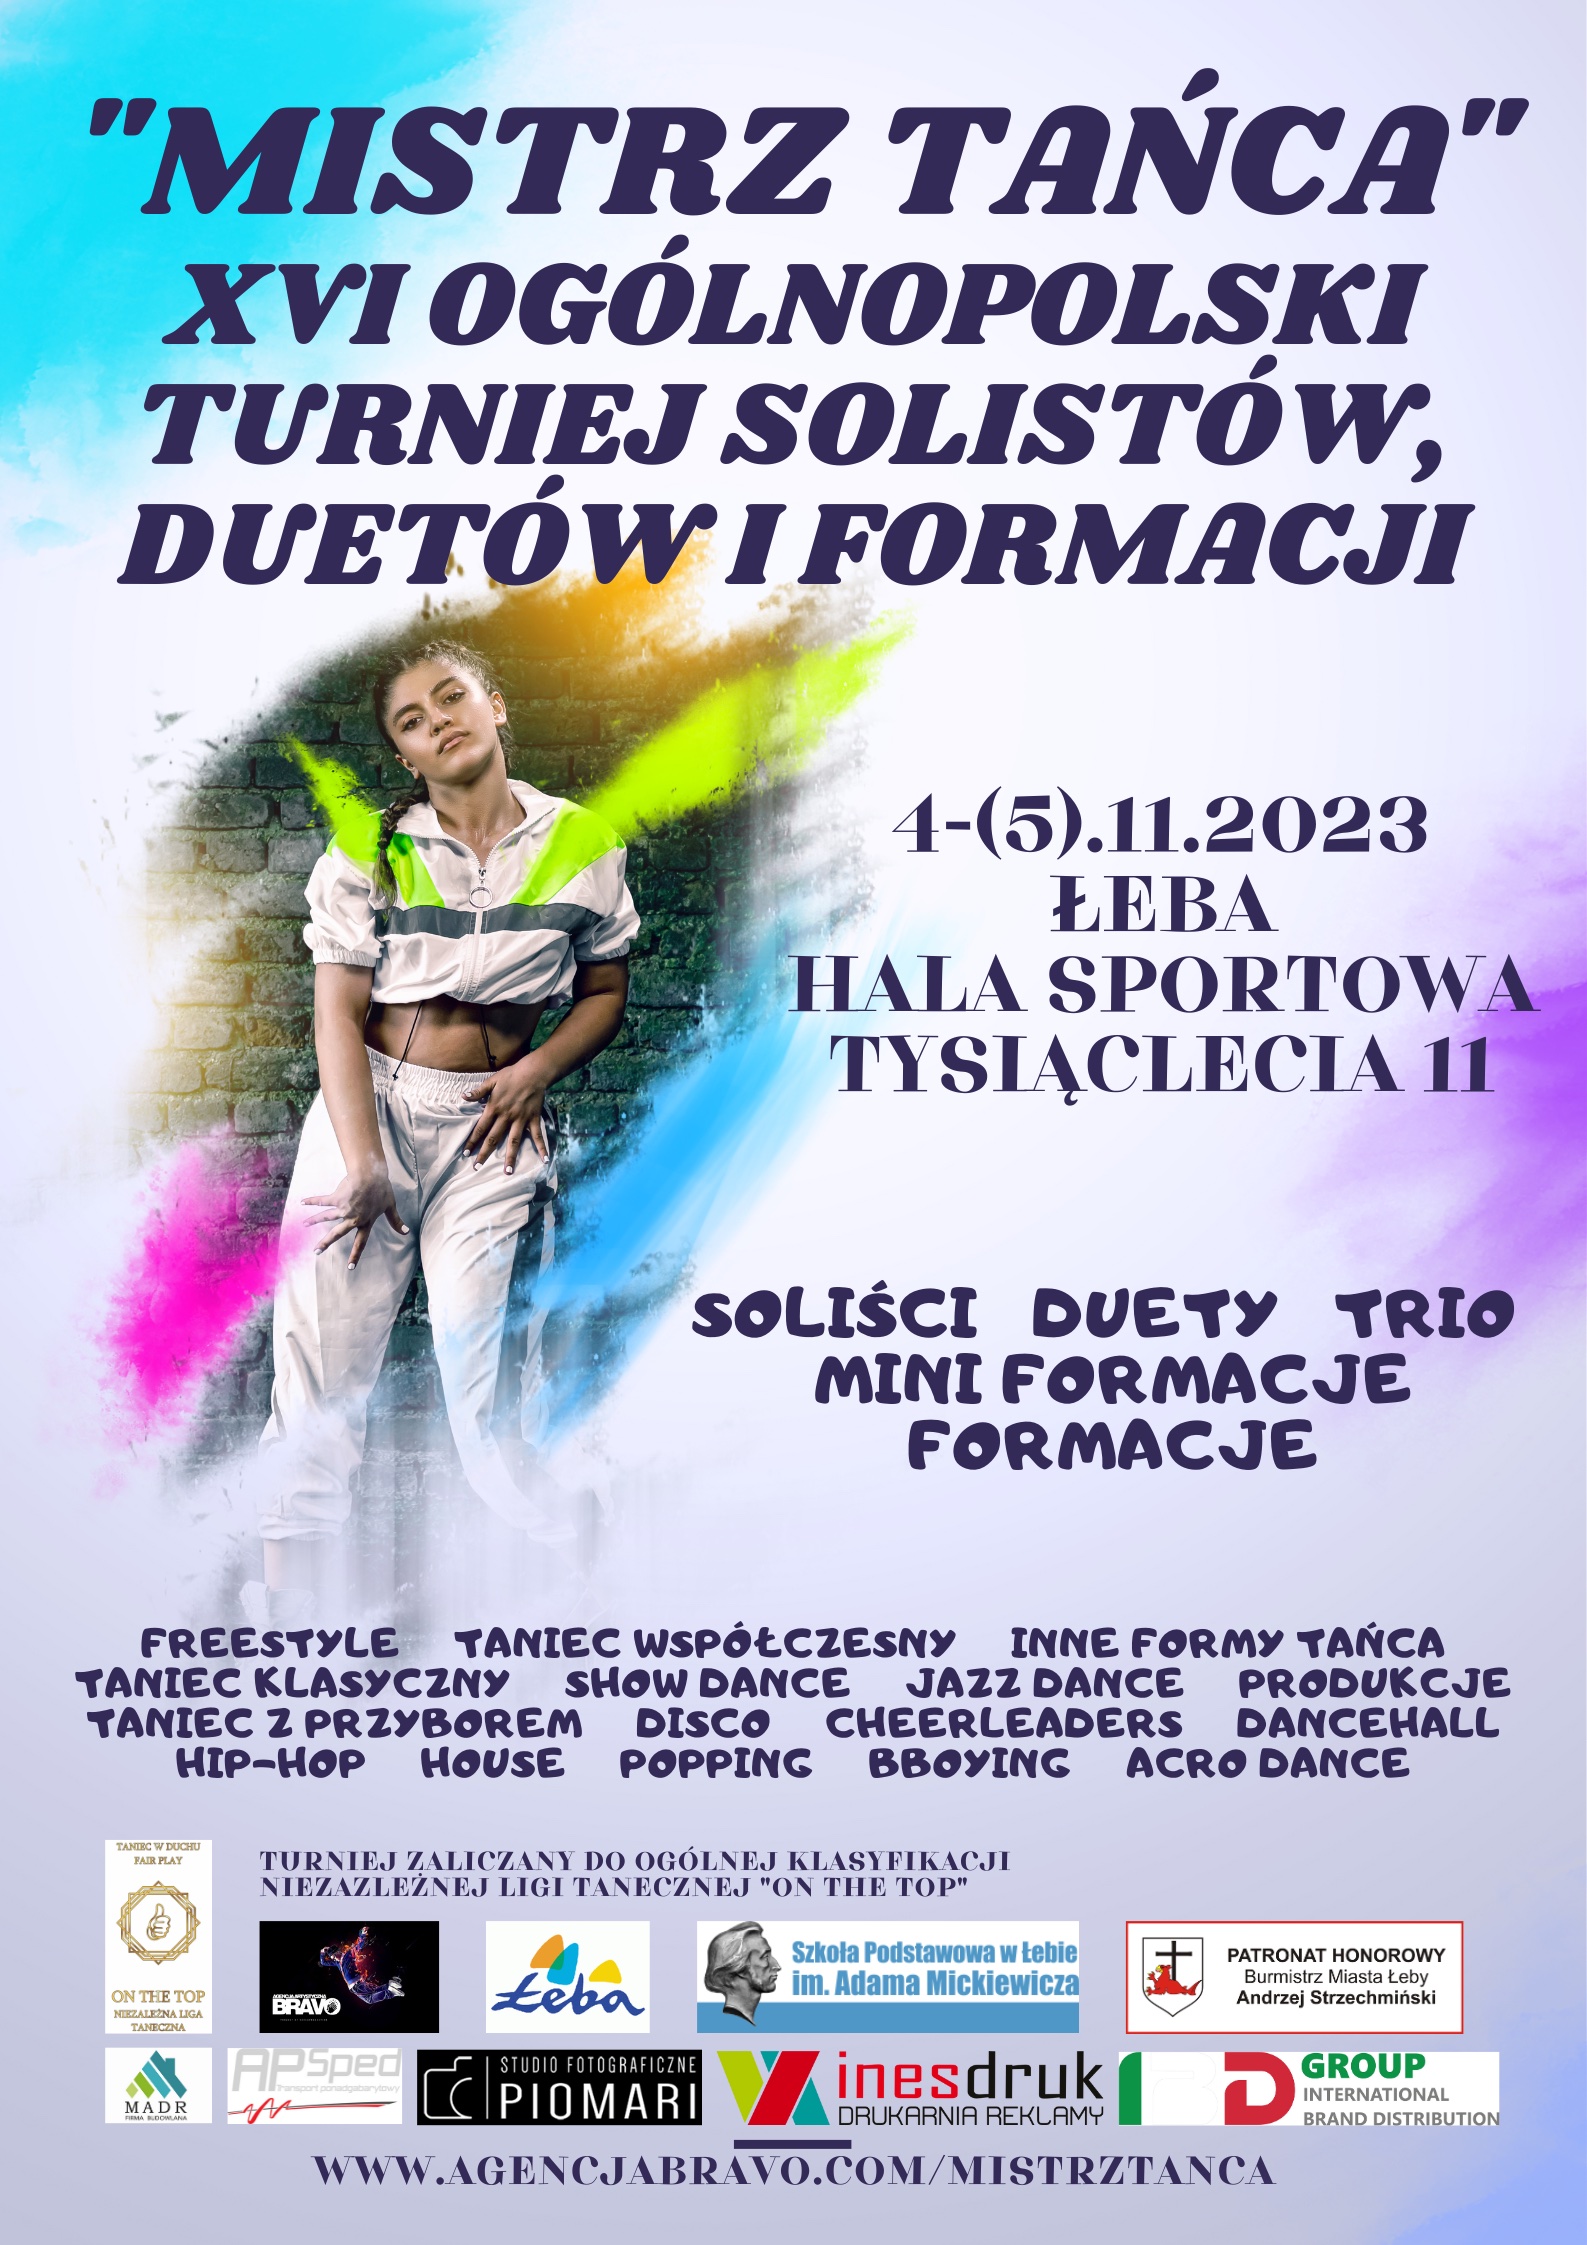 "MISTRZ TAŃCA"
XVI OGÓLNOPOLSKI
TURNIEJ SOLISTÓW,
DUETÓW I FORMACJI
4-(5).11.2023
ŁEBA
HALA SPORTOWA
TYSIĄCLECIA 11
SOLIŚCI DUETY TRIO
MINI FORMACJE
FORMACJE
FREESTYLE TANIEC WSPÓŁCZESNY INNE FORMY TAŃCA
TANIEC KLASYCZNY SHOW DANCE JAZZ DANCE PRODUKCJE
TANIEC Z PRZYBOREM DISCO CHEERLEADERS DANCEHALL
HIP-HOP HOUSE POPPING BBOYING ACRO DANCE
TANIEC W DUCHU
FAIR PLAY
ON THE TOP
NIEZALEŻNA LIGA
TANECZNA
TURNIEJ ZALICZANY DO OGÓLNEJ KLASYFIKACJI
NIEZAZLEŻNEJ LIGI TANECZNEJ "ON THE TOP"
AGENCJA ARTYSTYCZNA
BRAVO
Łeba
Szkoła Podstawowa w Łebie
im. Adama Mickiewicza
PATRONAT HONOROWY
Burmistrz Miasta Łeby
Andrzej Strzechmiński
MADR
FIRMA BUDOWLANA
APSped
Transport ponadgabarytowy
STUDIO FOTOGRAFICZNE
PIOMARI
inesdruk
DRUKARNIA REKLAMY
IBD GROUP
INTERNATIONAL
BRAND DISTRIBUTION
WWW.AGENCJABRAVO.COM/MISTRZTANCA